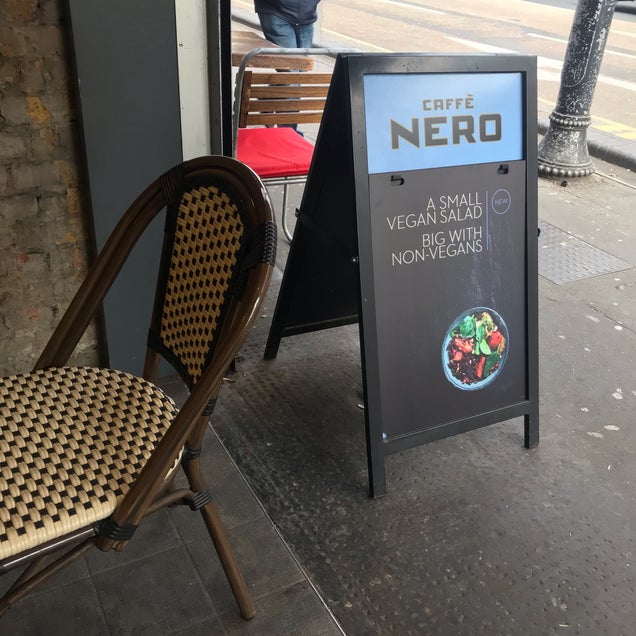 CAFFÈ
NERO
A SMALL
VEGAN SALAD
NEW
BIG WITH
NON-VEGANS